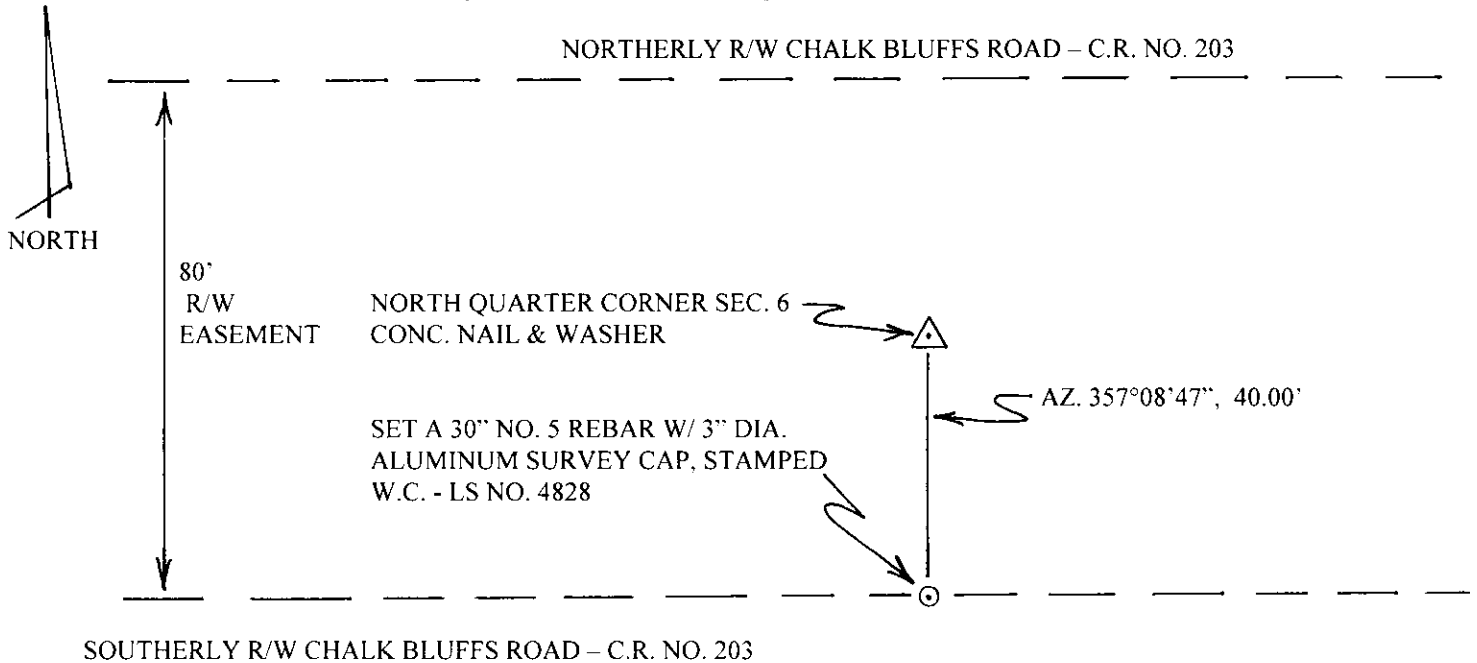 NORTHERLY R/W CHALK BLUFFS ROAD – C.R. NO. 203
NORTH
80’
R/W
EASEMENT
NORTH QUARTER CORNER SEC. 6
CONC. NAIL & WASHER
AZ. 357°08’47”, 40.00’
SET A 30” NO. 5 REBAR W/ 3” DIA.
ALUMINUM SURVEY CAP, STAMPED
W.C. - LS NO. 4828
SOUTHERLY R/W CHALK BLUFFS ROAD – C.R. NO. 203